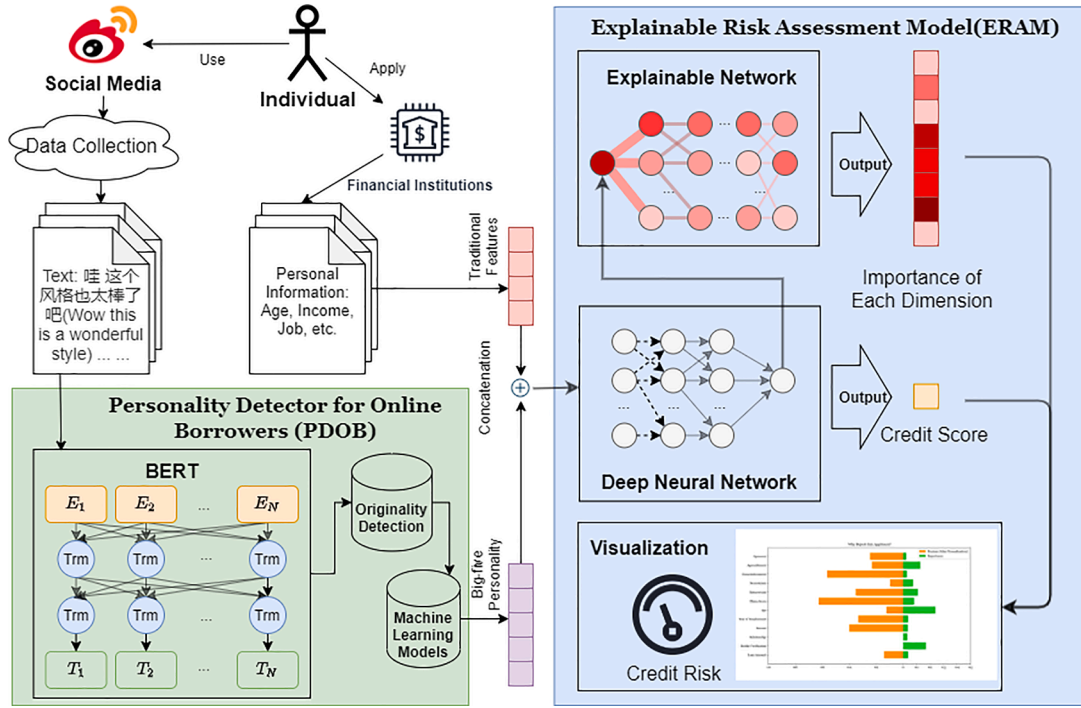 Use
Social Media
Individual
Apply
Data Collection
Financial Institutions
Text: 哇 这个
风格也太棒了
吧(Wow this
is a wonderful
style) ... ...
Personal
Information:
Age, Income,
Job, etc.
Traditional
Features
Concatenation
Personality Detector for Online
Borrowers (PDOB)
BERT
E1 E2 ... EN
Trm Trm ... Trm
Trm Trm ... Trm
T1 T2 ... TN
Originality
Detection
Machine
Learning
Models
Big-five
Personality
Explainable Risk Assessment Model(ERAM)
Explainable Network
...
...
...
Output
Importance of
Each Dimension
...
...
Deep Neural Network
Output
Credit Score
Visualization
Credit Risk